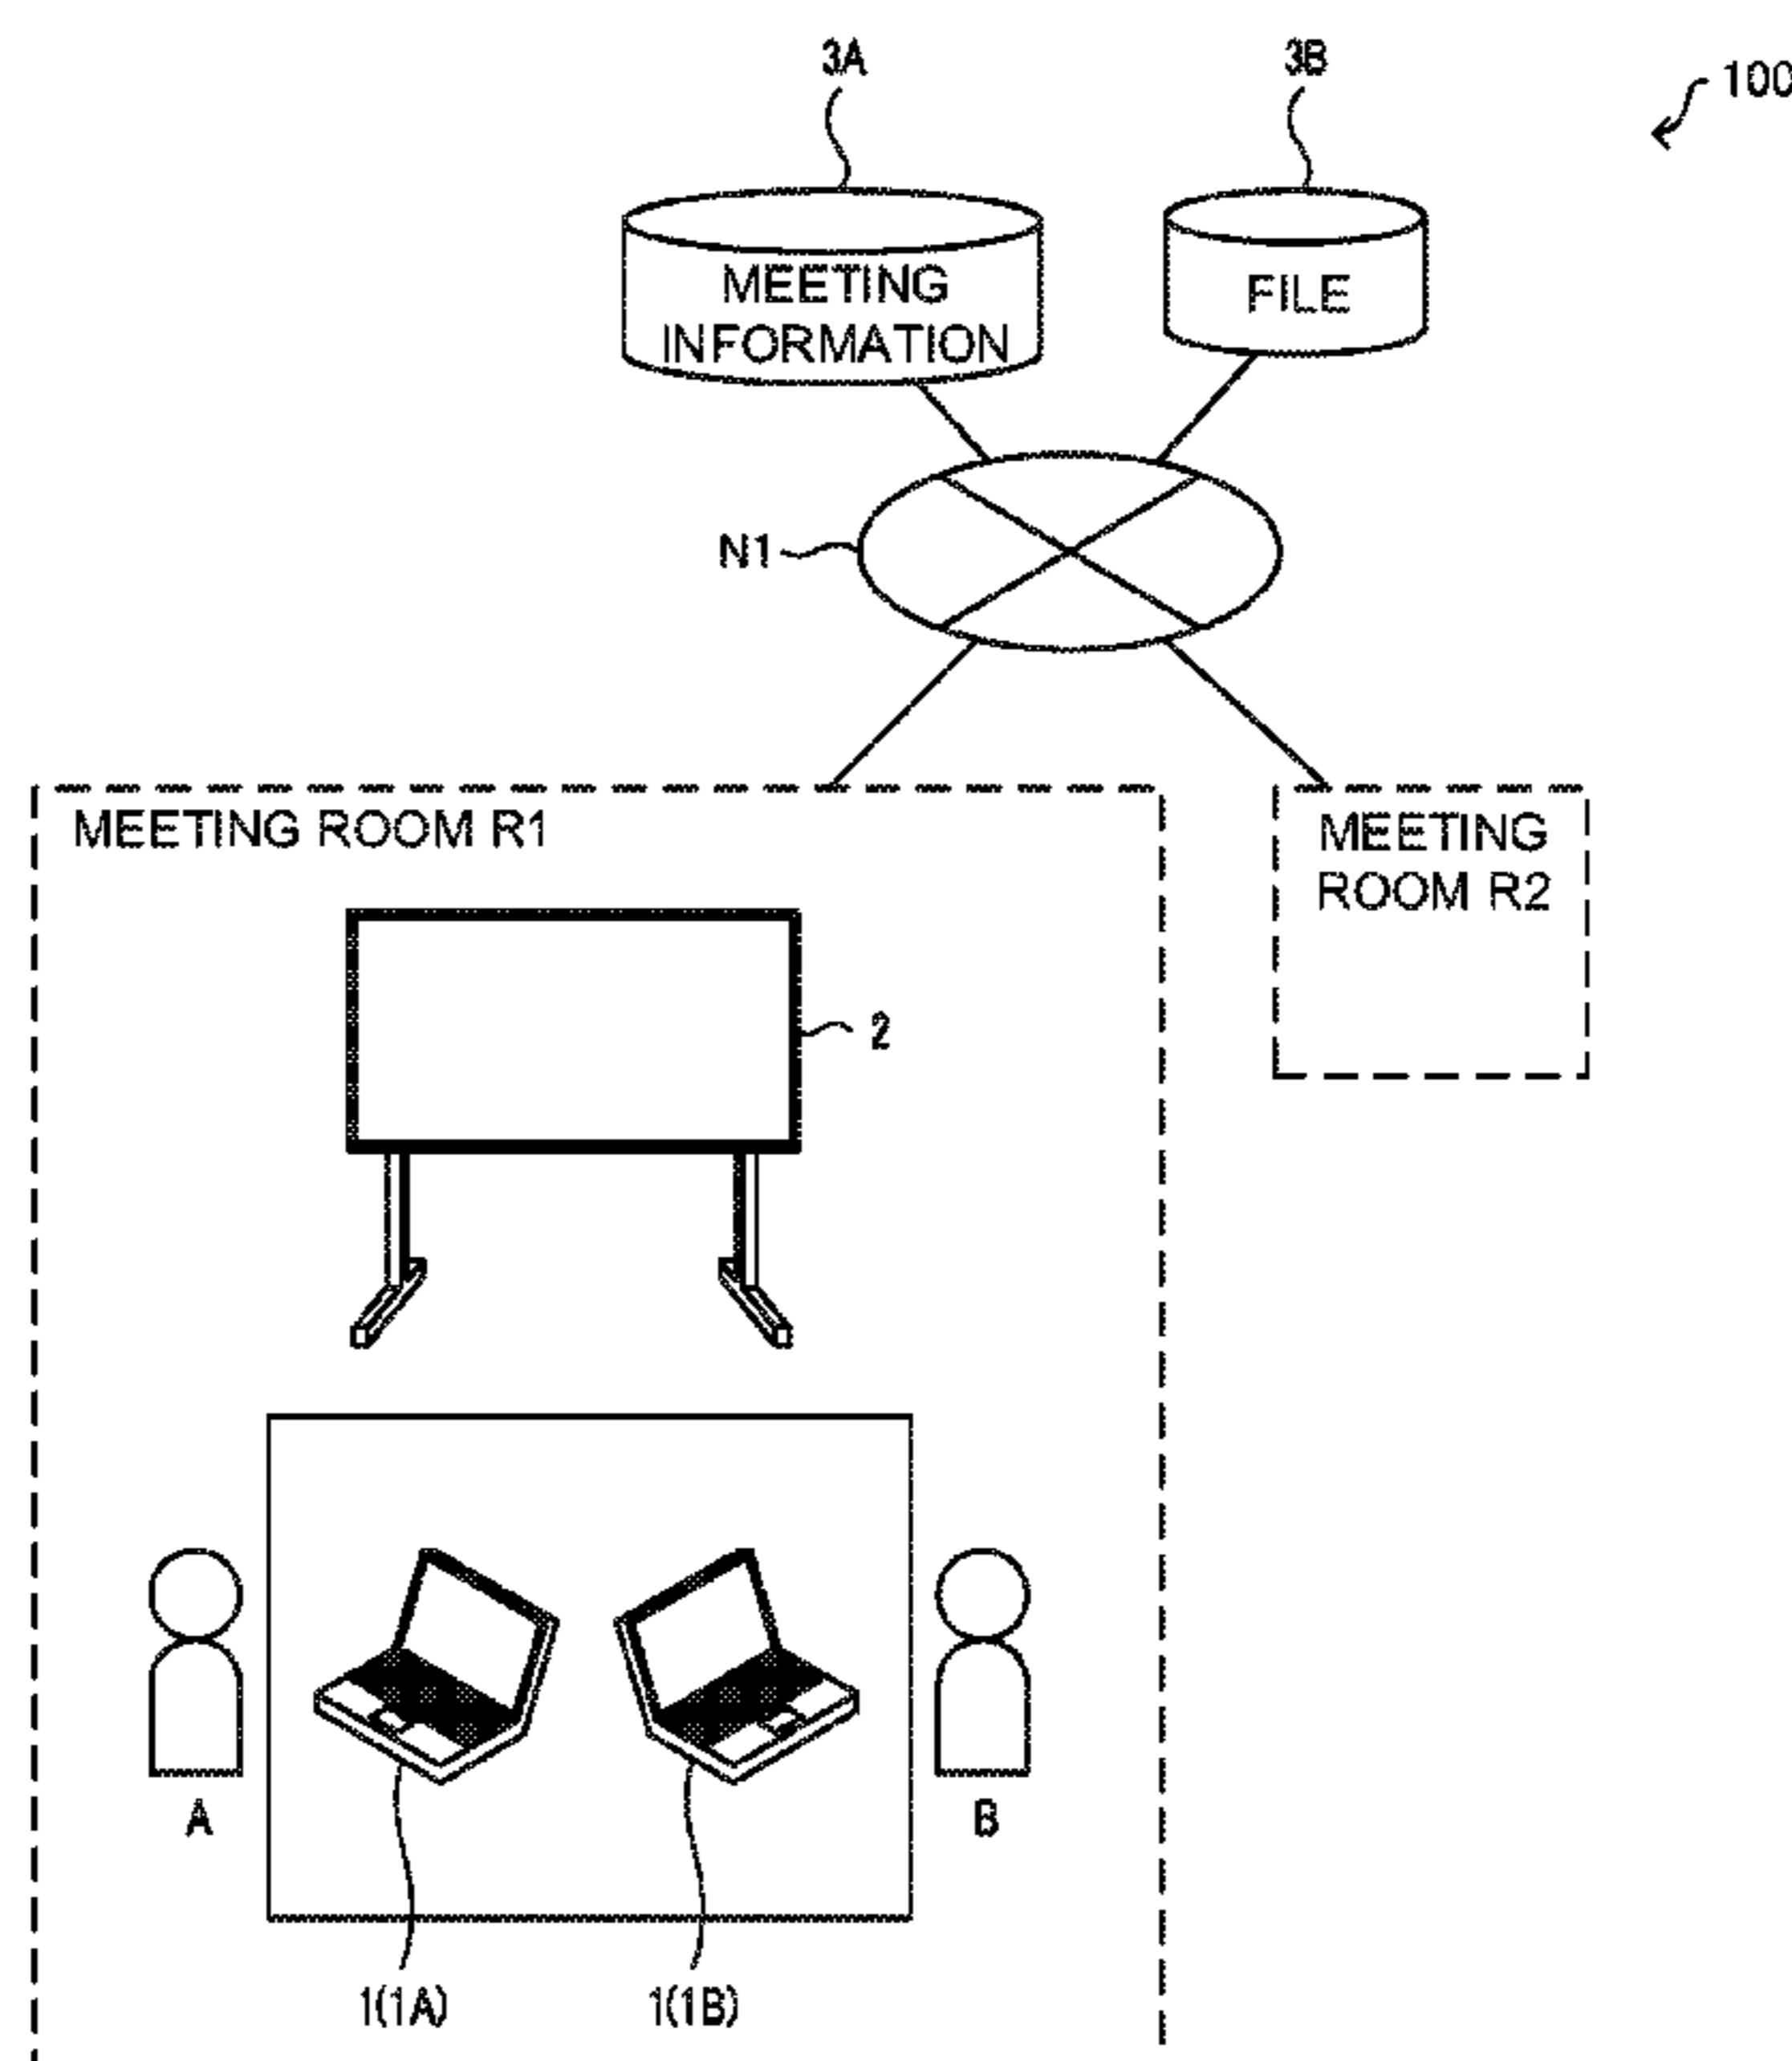 3A
3B
100
MEETING
INFORMATION
FILE
N1
MEETING ROOM R1
MEETING
ROOM R2
2
A
B
1(1A)
1(1B)